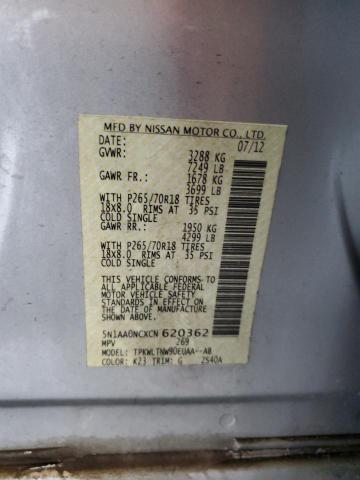 MFD BY NISSAN MOTOR CO., LTD.
DATE: 07/12
GVWR: 3288 KG
7249 LB
GAWR FR.: 1678 KG
3699 LB
WITH P265/70R18 TIRES
18X8.0 RIMS AT 35 PSI
COLD SINGLE
GAWR RR.: 1950 KG
4299 LB
WITH P265/70R18 TIRES
18X8.0 RIMS AT 35 PSI
COLD SINGLE
THIS VEHICLE CONFORMS TO
ALL APPLICABLE FEDERAL
MOTOR VEHICLE SAFETY
STANDARDS IN EFFECT ON
THE DATE OF MANUFACTURE
SHOWN ABOVE.
5N1AA0NCXCN 620362
MPV 269
TPKWLTNW90EUAA--AB
COLOR: K23 TRIM: G 2540A